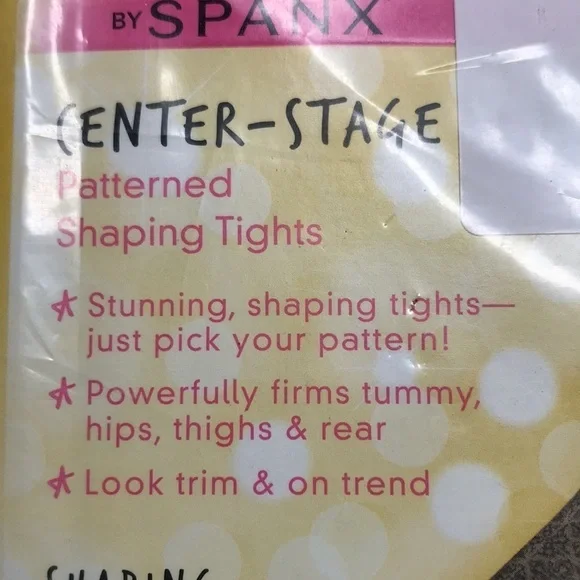 BY SPANX
CENTER-STAGE
Patterned
Shaping Tights
Stunning, shaping tights—
just pick your pattern!
Powerfully firms tummy,
hips, thighs & rear
Look trim & on trend
SHAPING